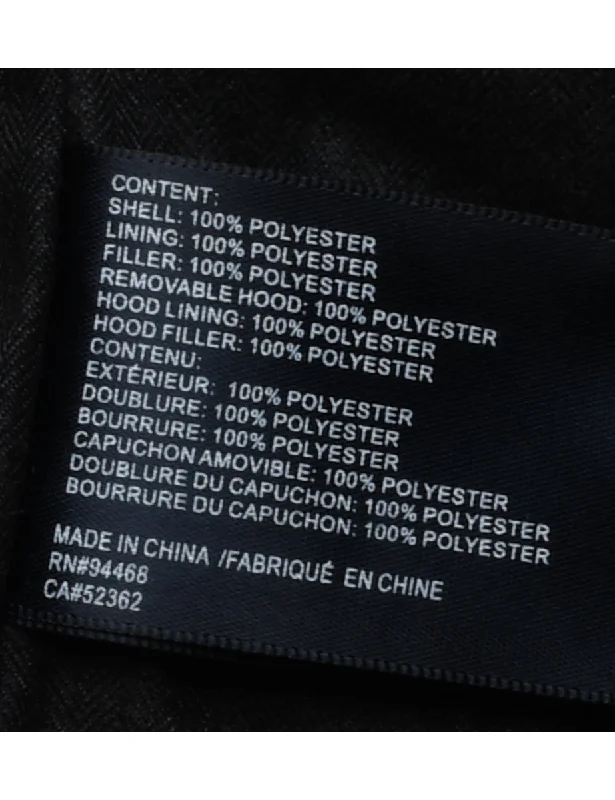 CONTENT:
SHELL: 100% POLYESTER
LINING: 100% POLYESTER
FILLER: 100% POLYESTER
REMOVABLE HOOD: 100% POLYESTER
HOOD LINING: 100% POLYESTER
HOOD FILLER: 100% POLYESTER
CONTENU:
EXTÉRIEUR: 100% POLYESTER
DOUBLURE: 100% POLYESTER
BOURRURE: 100% POLYESTER
CAPUCHON AMOVIBLE: 100% POLYESTER
DOUBLURE DU CAPUCHON: 100% POLYESTER
BOURRURE DU CAPUCHON: 100% POLYESTER
MADE IN CHINA /FABRIQUÉ EN CHINE
RN#94468
CA#52362